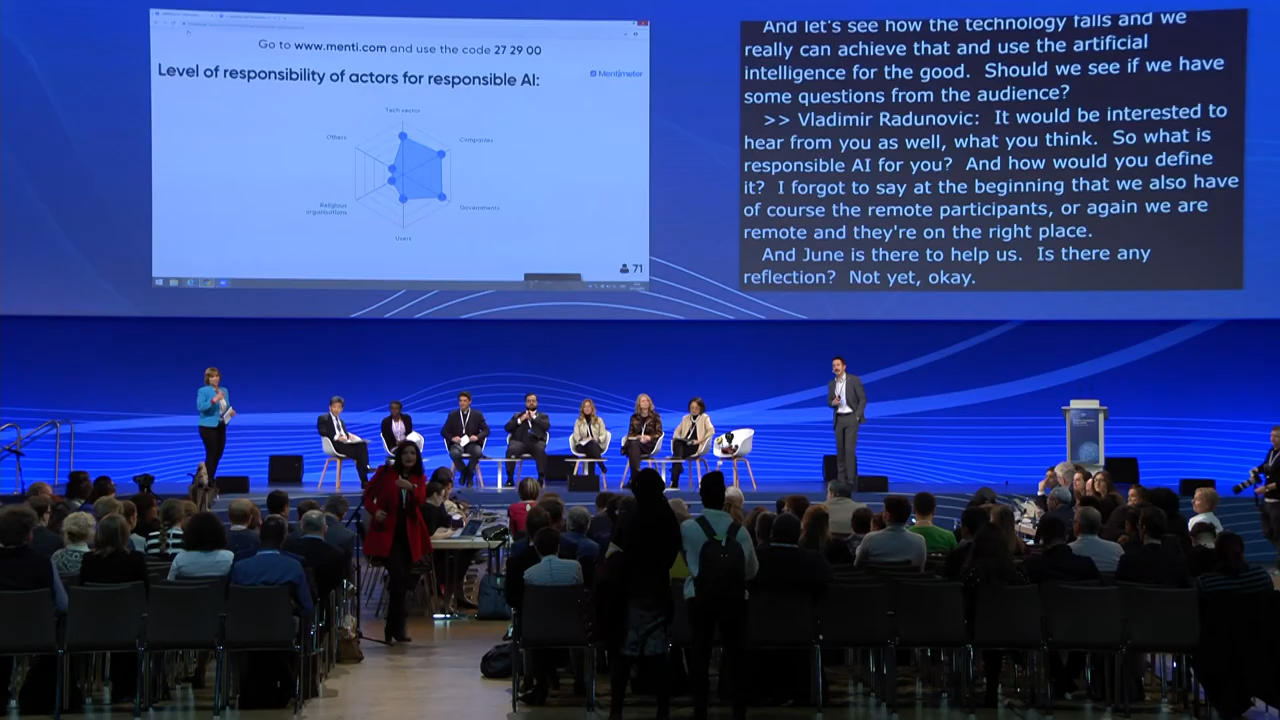 Go to www.menti.com and use the code 27 29 00
Level of responsibility of actors for responsible AI:
Mentimeter
Tech sector
Others
Companies
Religious
organisations
Governments
Users
71
And let's see how the technology falls and we
really can achieve that and use the artificial
intelligence for the good.  Should we see if we have
some questions from the audience?
>> Vladimir Radunovic:  It would be interested to
hear from you as well, what you think.  So what is
responsible AI for you?  And how would you define
it?  I forgot to say at the beginning that we also have
of course the remote participants, or again we are
remote and they're on the right place.
And June is there to help us.  Is there any
reflection?  Not yet, okay.